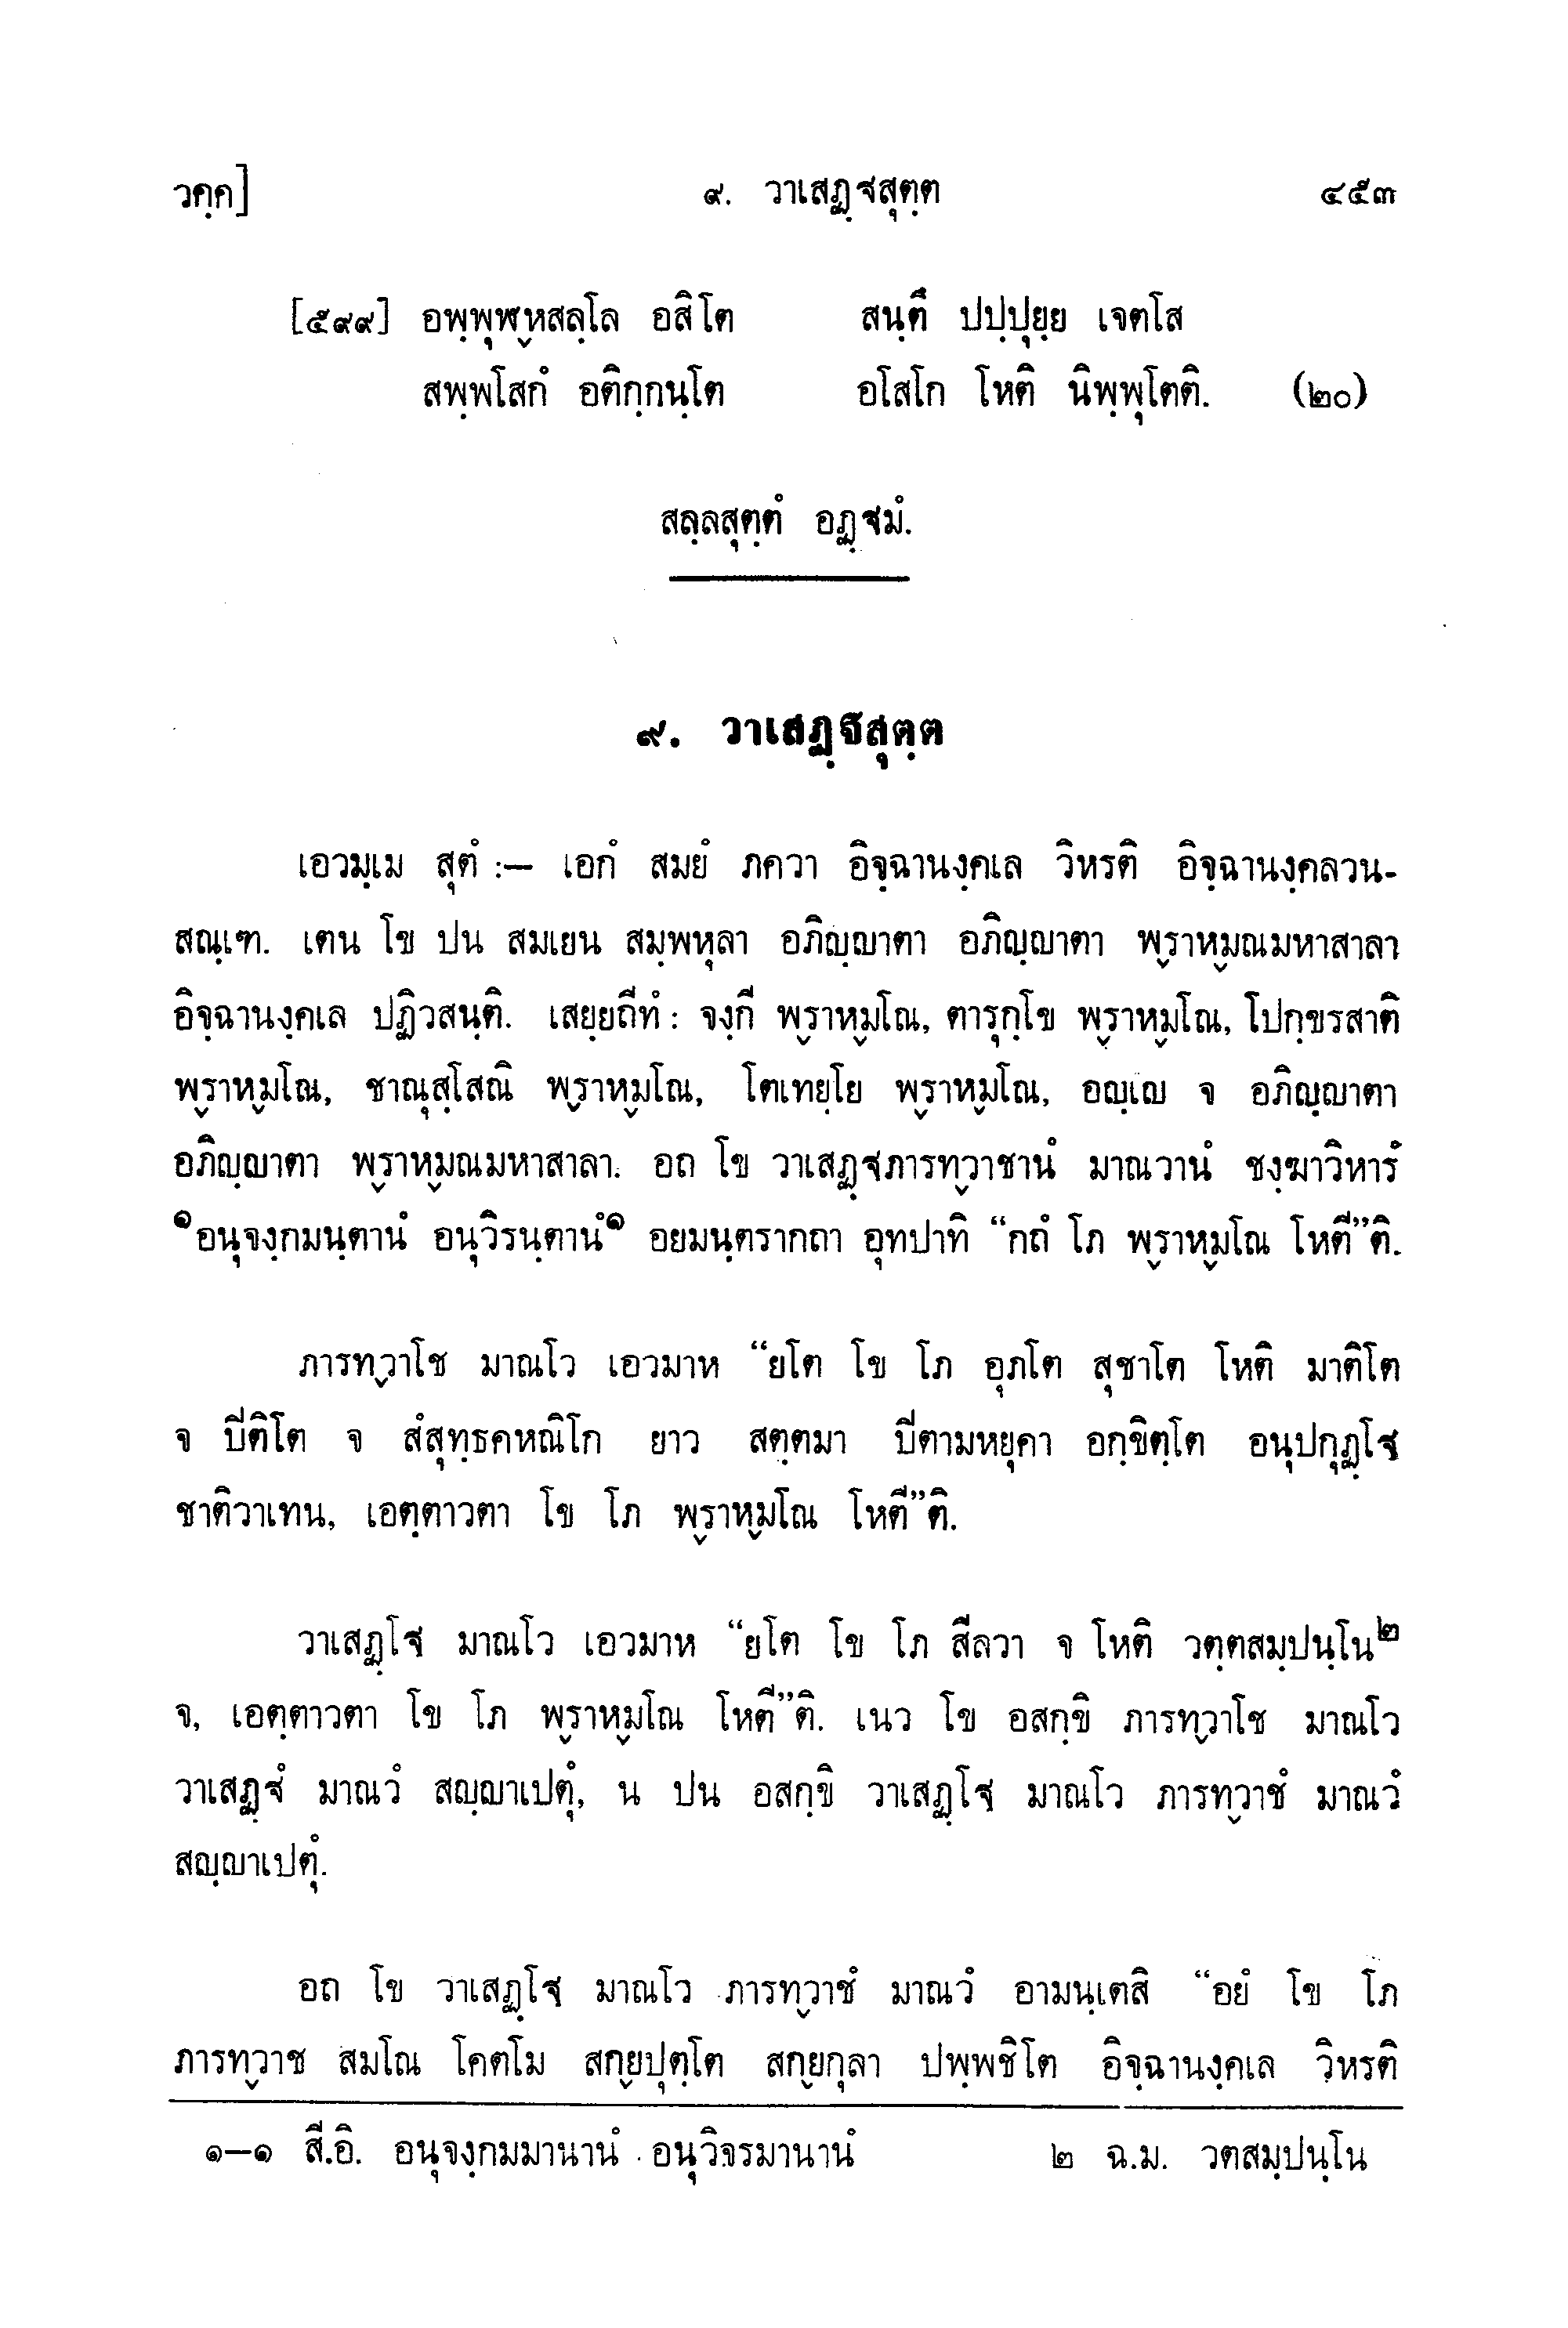 วคฺค] ๙. วาเสฏฺฐสุตฺต ๔๕๓
[๕๙๙] อพฺพุฬฺหสลฺโล อสิโต สนฺตึ ปปฺปุยฺย เจตโส
สพฺพโสกํ อติกฺกนฺโต อโสโก โหติ นิพฺพุโตติ. (๒๐)
สลฺลสุตฺตํ อฏฺฐมํ.
๙. วาเสฏฺฐสุตฺต
เอวมฺเม สุตํ :— เอกํ สมยํ ภควา อิจฺฉานงฺคเล วิหรติ อิจฺฉานงฺคลวน-
สณฺเฑ. เตน โข ปน สมเยน สมฺพหุลา อภิญฺญาตา อภิญฺญาตา พฺราหฺมณมหาสาลา
อิจฺฉานงฺคเล ปฏิวสนฺติ. เสยฺยถีทํ : จงฺกี พฺราหฺมโณ, ตารุกฺโข พฺราหฺมโณ, โปกฺขรสาติ
พฺราหฺมโณ, ชาณุสฺโสณิ พฺราหฺมโณ, โตเทยฺโย พฺราหฺมโณ, อญฺเญ จ อภิญฺญาตา
อภิญฺญาตา พฺราหฺมณมหาสาลา. อถ โข วาเสฏฺฐภารทฺวาชานํ มาณวานํ ชงฺฆาวิหารํ
๑อนุจงฺกมนฺตานํ อนุวิรนฺตานํ๑ อยมนฺตรากถา อุทปาทิ “กถํ โภ พฺราหฺมโณ โหตี”ติ.
ภารทฺวาโช มาณโว เอวมาห “ยโต โข โภ อุภโต สุชาโต โหติ มาติโต
จ ปีติโต จ สํสุทฺธคหณิโก ยาว สตฺตมา ปีตามหยุคา อกฺขิตฺโต อนุปกุฏฺโฐ
ชาติวาเทน, เอตฺตาวตา โข โภ พฺราหฺมโณ โหตี”ติ.
วาเสฏฺโฐ มาณโว เอวมาห “ยโต โข โภ สีลวา จ โหติ วตฺตสมฺปนฺโน๒
จ, เอตฺตาวตา โข โภ พฺราหฺมโณ โหตี”ติ. เนว โข อสกฺขิ ภารทฺวาโช มาณโว
วาเสฏฺฐํ มาณวํ สญฺญาเปตุํ, น ปน อสกฺขิ วาเสฏฺโฐ มาณโว ภารทฺวาชํ มาณวํ
สญฺญาเปตุํ.
อถ โข วาเสฏฺโฐ มาณโว ภารทฺวาชํ มาณวํ อามนฺเตสิ “อยํ โข โภ
ภารทฺวาช สมโณ โคตโม สกฺยปุตฺโต สกฺยกุลา ปพฺพชิโต อิจฺฉานงฺคเล วิหรติ
๑—๑ สี.อิ. อนุจงฺกมมานานํ อนุวิจรมานานํ ๒ ฉ.ม. วตสมฺปนฺโน